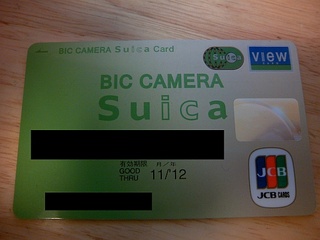 BIC CAMERA Suica Card
Suica
VIEW
BIC CAMERA
Suica
有効期限 月/年
GOOD
THRU 11/'12
JCB
JCB CARDS